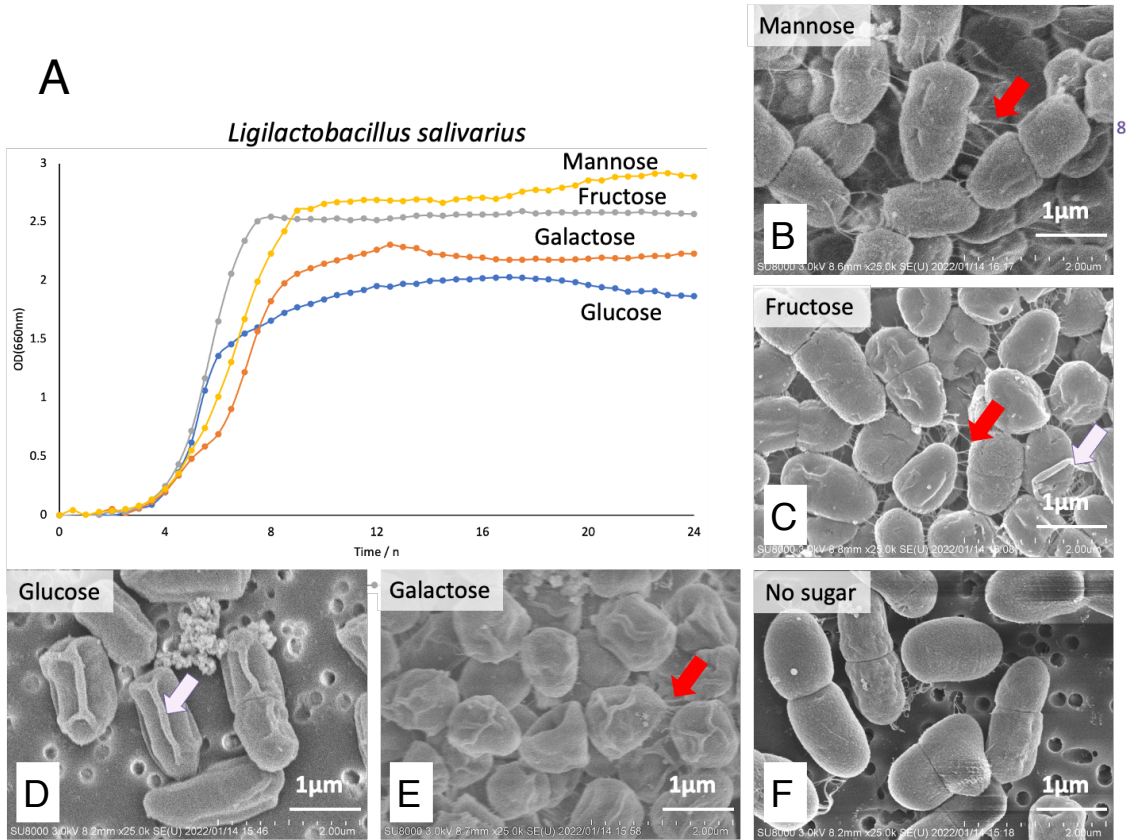 A
Ligilactobacillus salivarius
3
2.5
2
1.5
1
0.5
0
OD(660nm)
0
4
8
12
16
20
24
Time / n
Mannose
Fructose
Galactose
Glucose
Mannose
8
1μm
B
SU8000 3.0kV 8.6mm x25.0k SE(U) 2022/01/14 16:17
2.00um
Fructose
1μm
C
SU8000 3.0kV 8.8mm x25.0k SE(U) 2022/01/14 16:08
2.00um
Glucose
1μm
D
SU8000 3.0kV 8.2mm x25.0k SE(U) 2022/01/14 15:46
2.00um
Galactose
1μm
E
SU8000 3.0kV 8.7mm x25.0k SE(U) 2022/01/14 15:58
2.00um
No sugar
1μm
F
SU8000 3.0kV 8.2mm x25.0k SE(U) 2022/01/14 15:18
2.00um